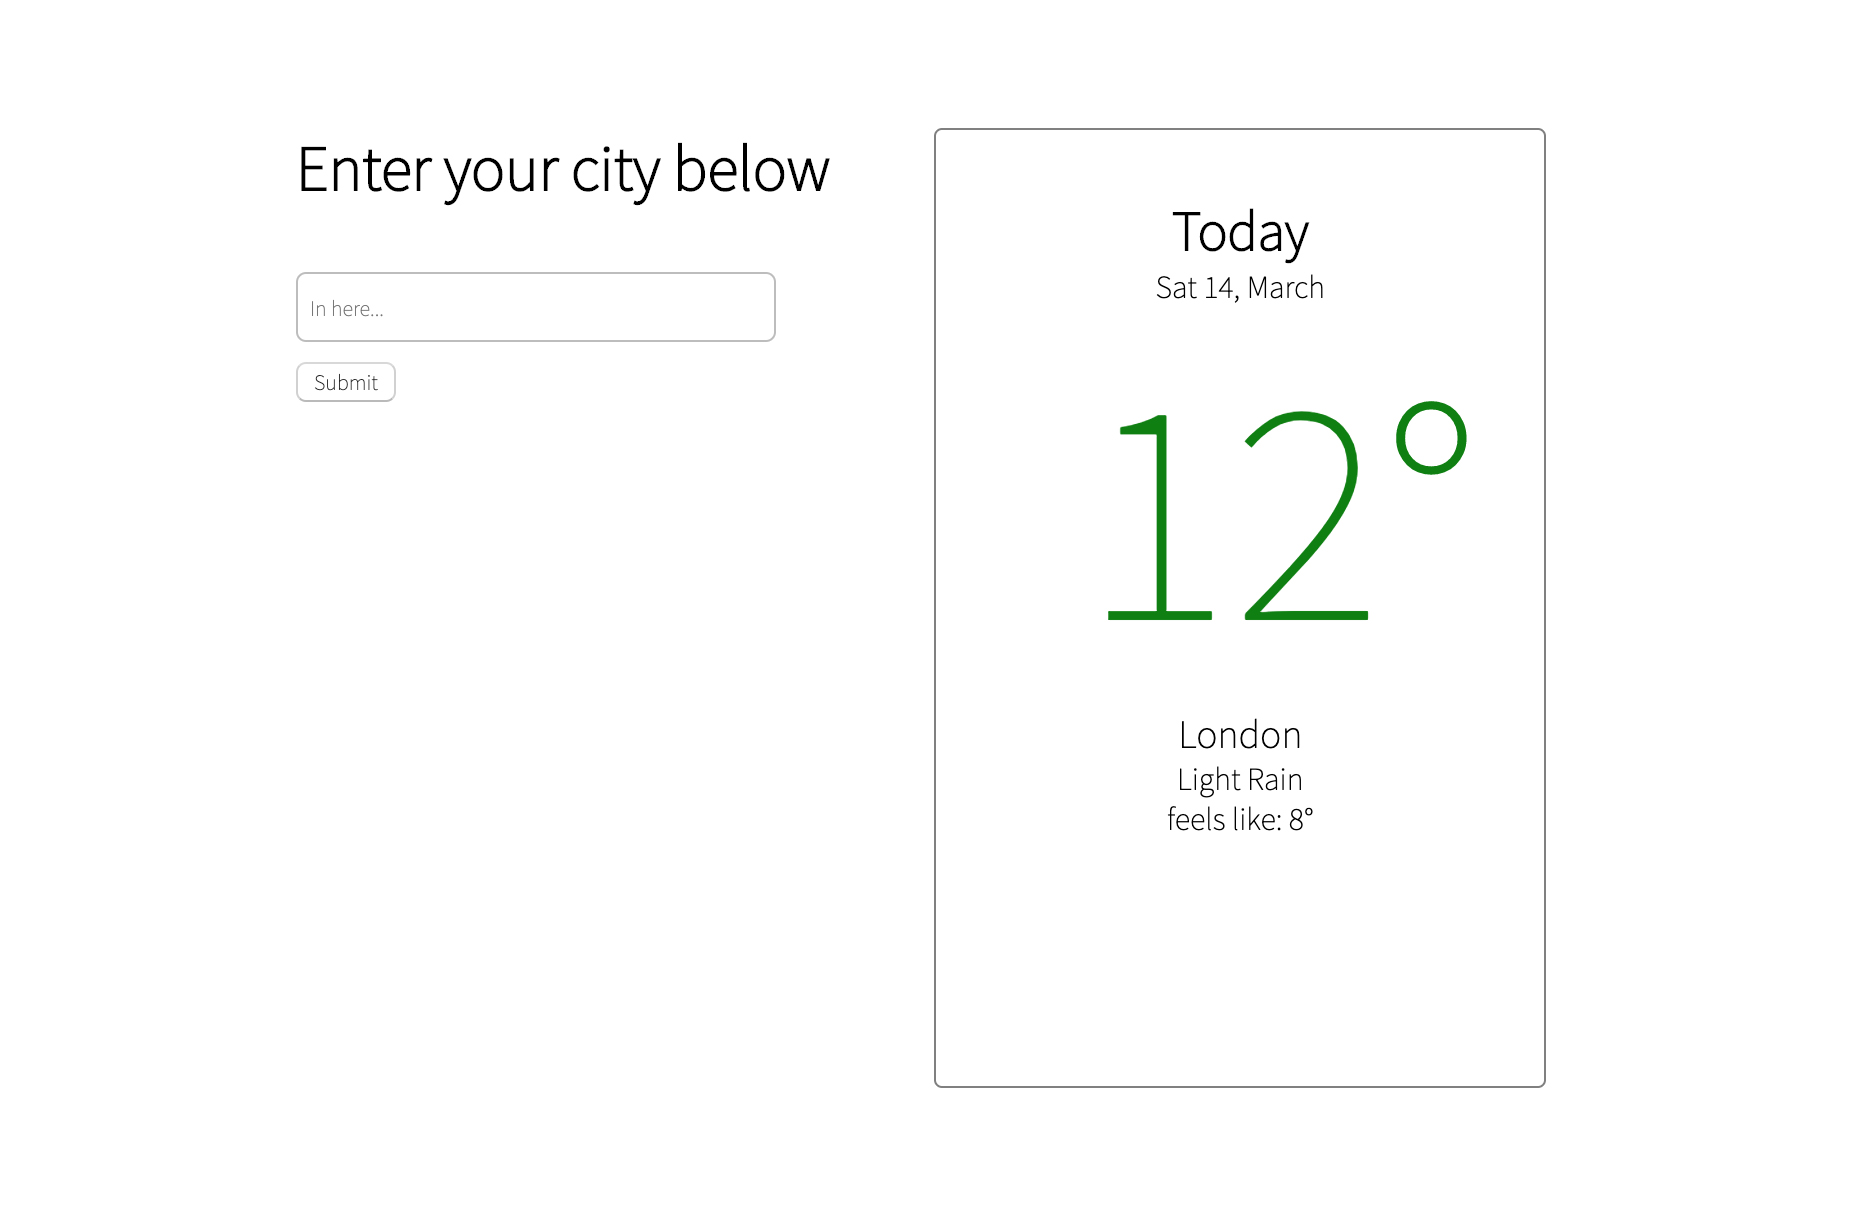 Enter your city below
In here...
Submit
Today
Sat 14, March
12°
London
Light Rain
feels like: 8°